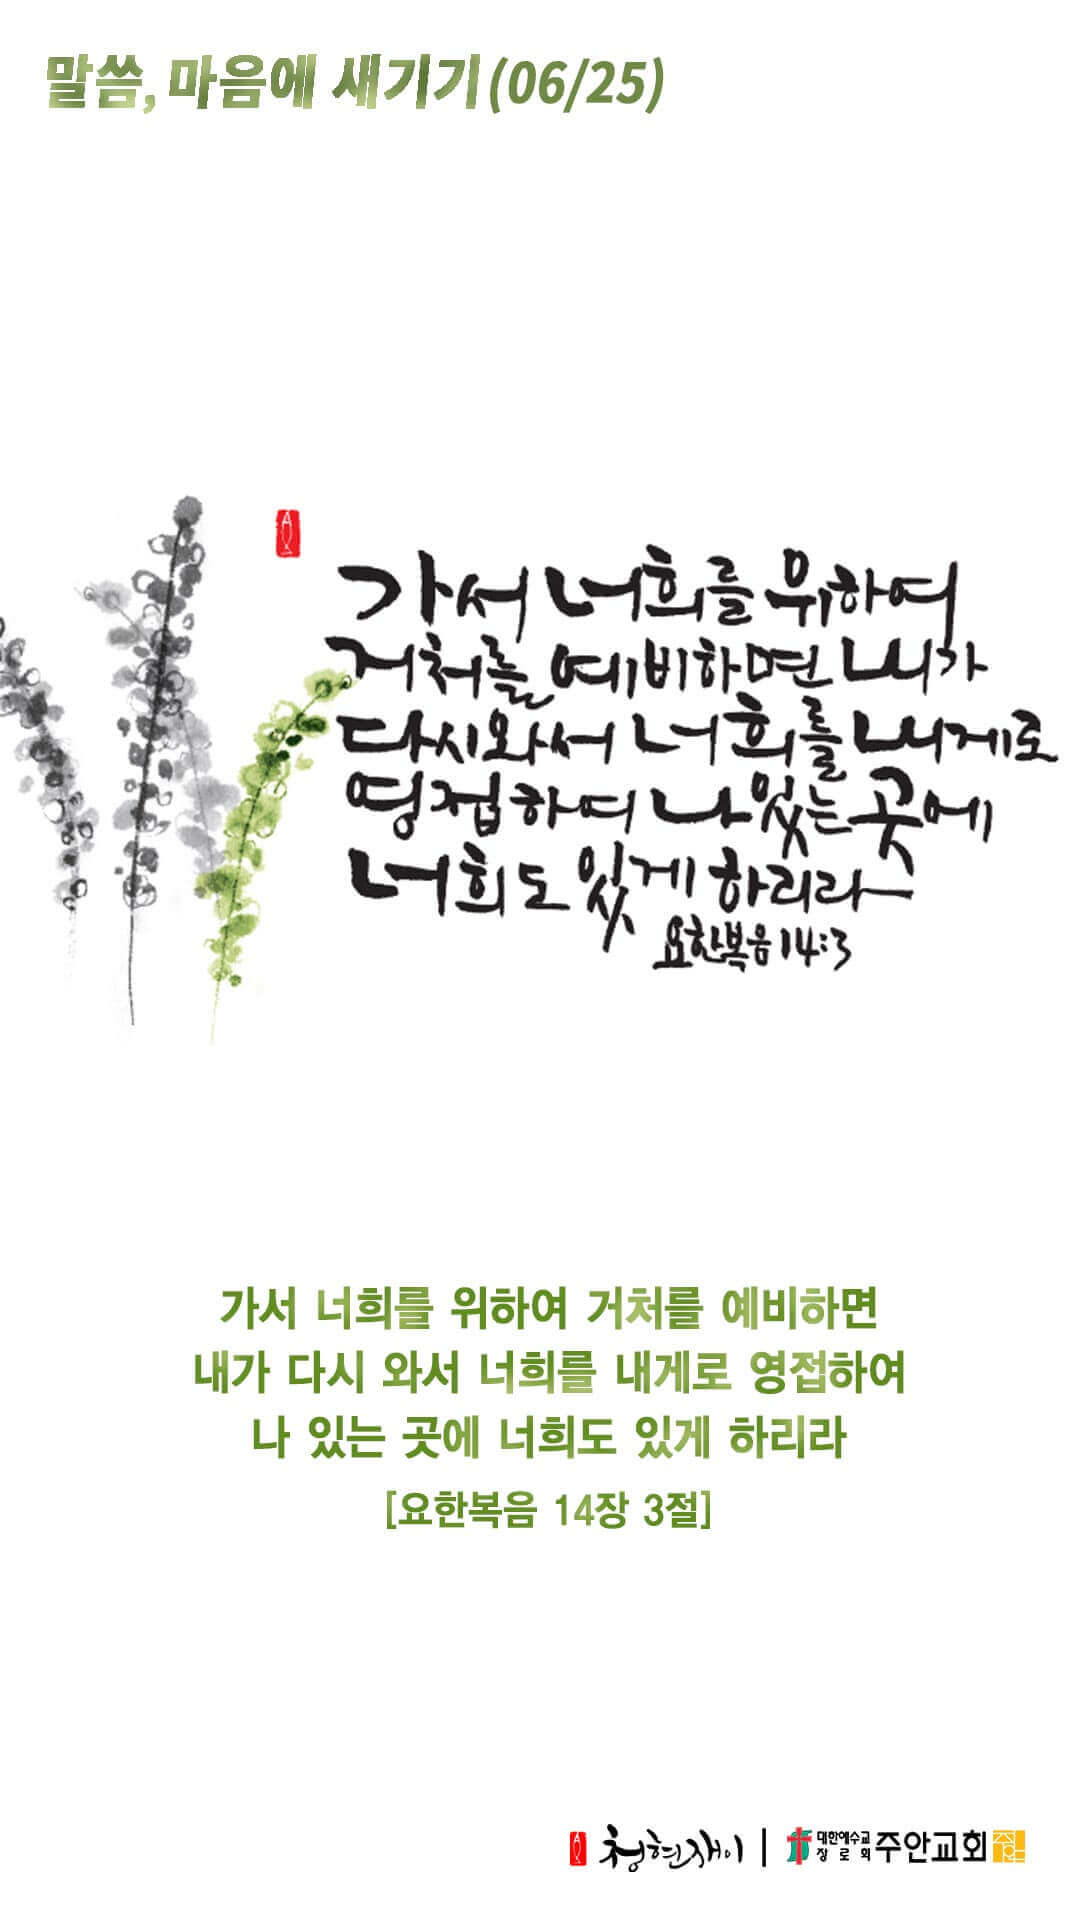 말씀, 마음에 새기기(06/25)
가서 너희를 위하여
거처를 예비하면 내가
다시와서 너희를 내게로
영접하여 나 있는 곳에
너희도 있게 하리라
요한복음 14:3
가서 너희를 위하여 거처를 예비하면
내가 다시 와서 너희를 내게로 영접하여
나 있는 곳에 너희도 있게 하리라
[요한복음 14장 3절]
청현재이 | 대한예수교 장로회 주안교회